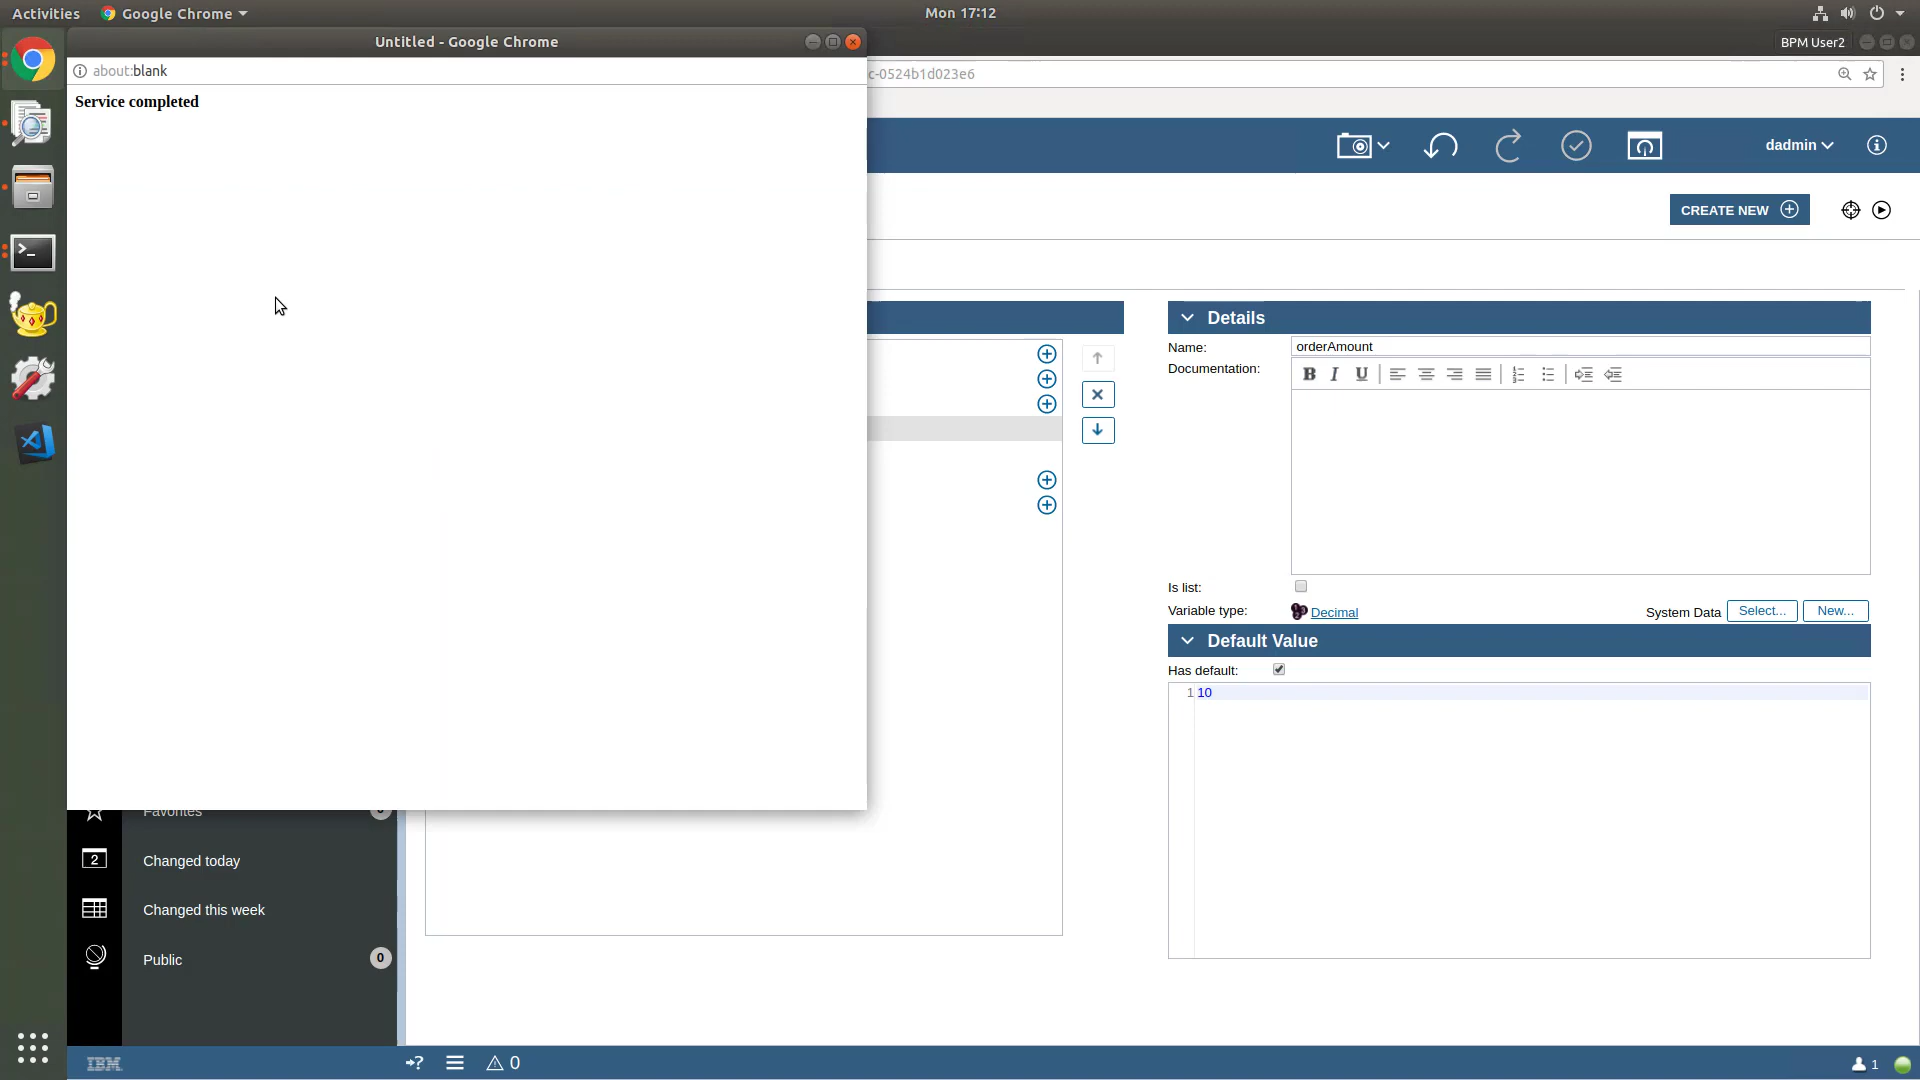 Activities
Google Chrome
Mon 17:12
Untitled - Google Chrome
BPM User2
about:blank
c-0524b1d023e6
Service completed
dadmin
CREATE NEW
Details
Name:
orderAmount
Documentation:
B I U
Is list:
Variable type:
Decimal
System Data
Select...
New...
Default Value
Has default:
1 10
Favorites
2
Changed today
Changed this week
Public
0
IBM
?
0
1